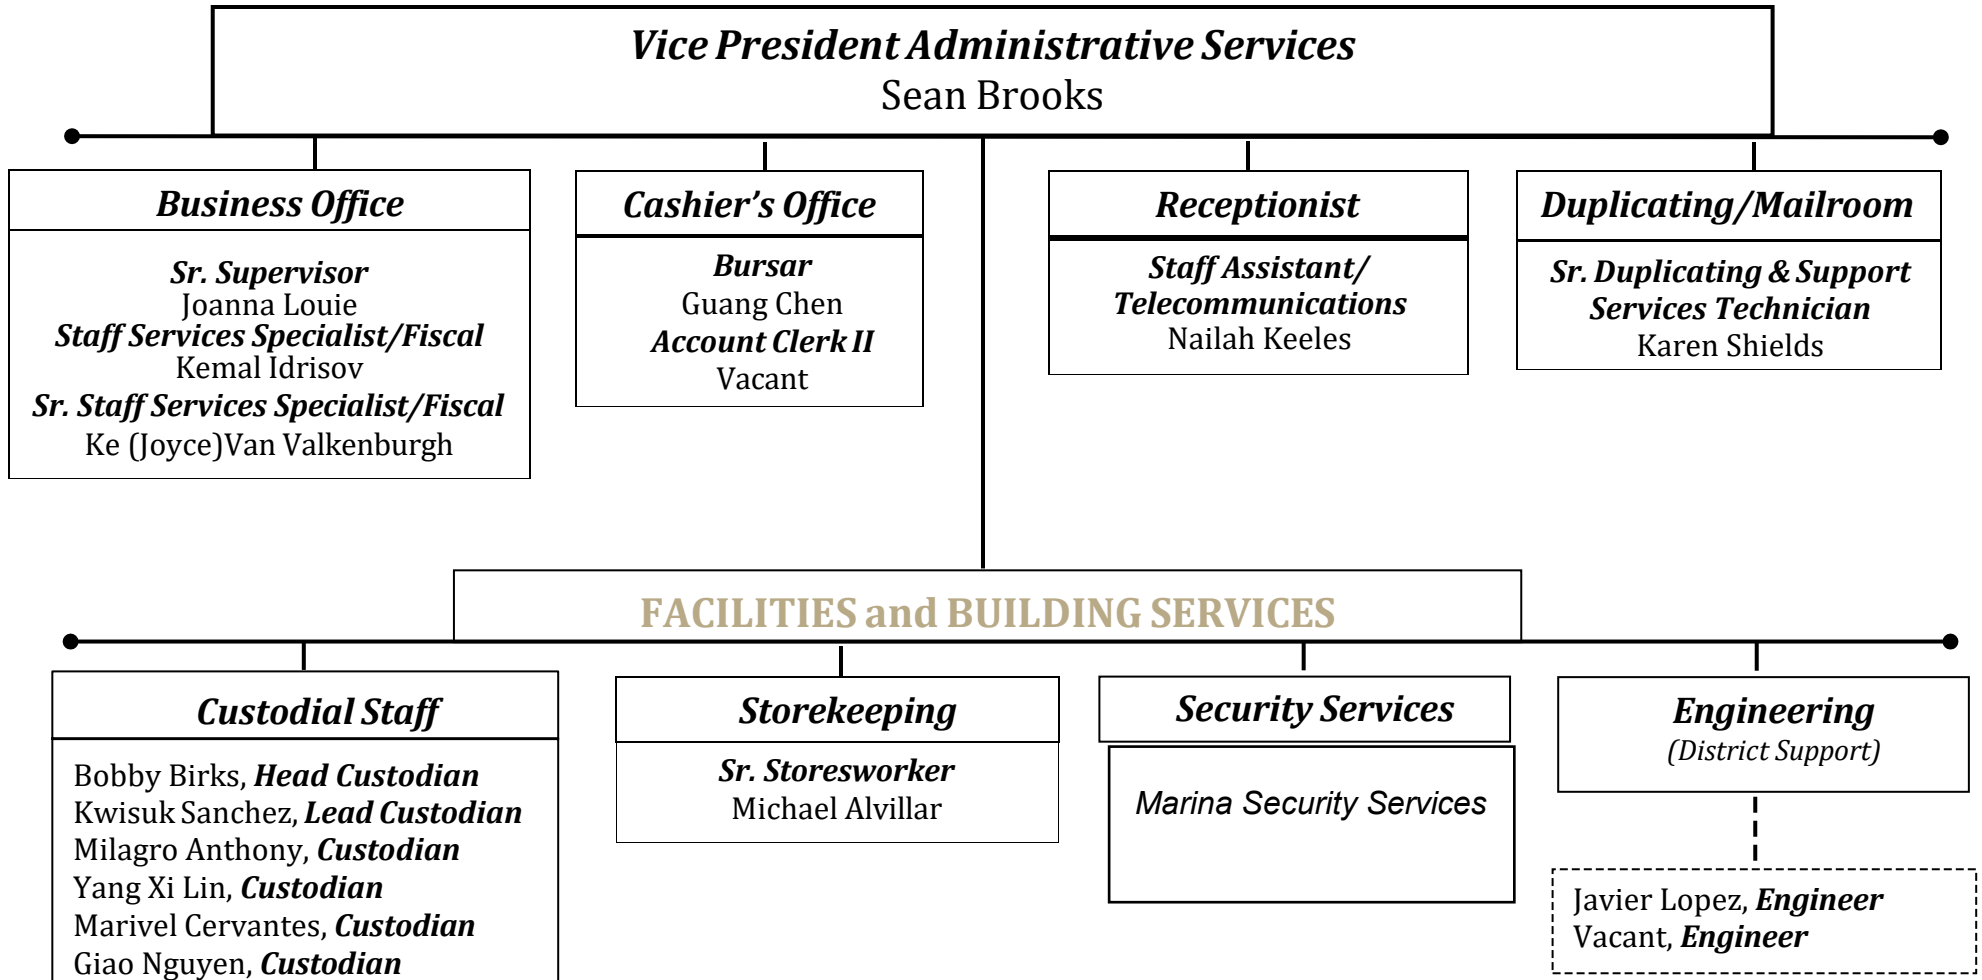 Vice President Administrative Services
Sean Brooks
Business Office
Sr. Supervisor
Joanna Louie
Staff Services Specialist/Fiscal
Kemal Idrisov
Sr. Staff Services Specialist/Fiscal
Ke (Joyce)Van Valkenburgh
Cashier's Office
Bursar
Guang Chen
Account Clerk II
Vacant
Receptionist
Staff Assistant/
Telecommunications
Nailah Keeles
Duplicating/Mailroom
Sr. Duplicating & Support
Services Technician
Karen Shields
FACILITIES and BUILDING SERVICES
Custodial Staff
Bobby Birks, Head Custodian
Kwisuk Sanchez, Lead Custodian
Milagro Anthony, Custodian
Yang Xi Lin, Custodian
Marivel Cervantes, Custodian
Giao Nguyen, Custodian
Storekeeping
Sr. Storesworker
Michael Alvillar
Security Services
Marina Security Services
Engineering
(District Support)
Javier Lopez, Engineer
Vacant, Engineer